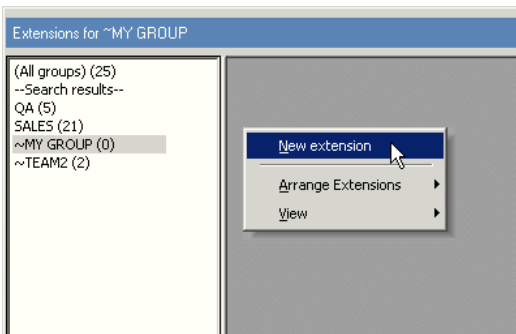 Extensions for ~MY GROUP
(All groups) (25)
--Search results--
QA (5)
SALES (21)
~MY GROUP (0)
~TEAM2 (2)
New extension
Arrange Extensions
View